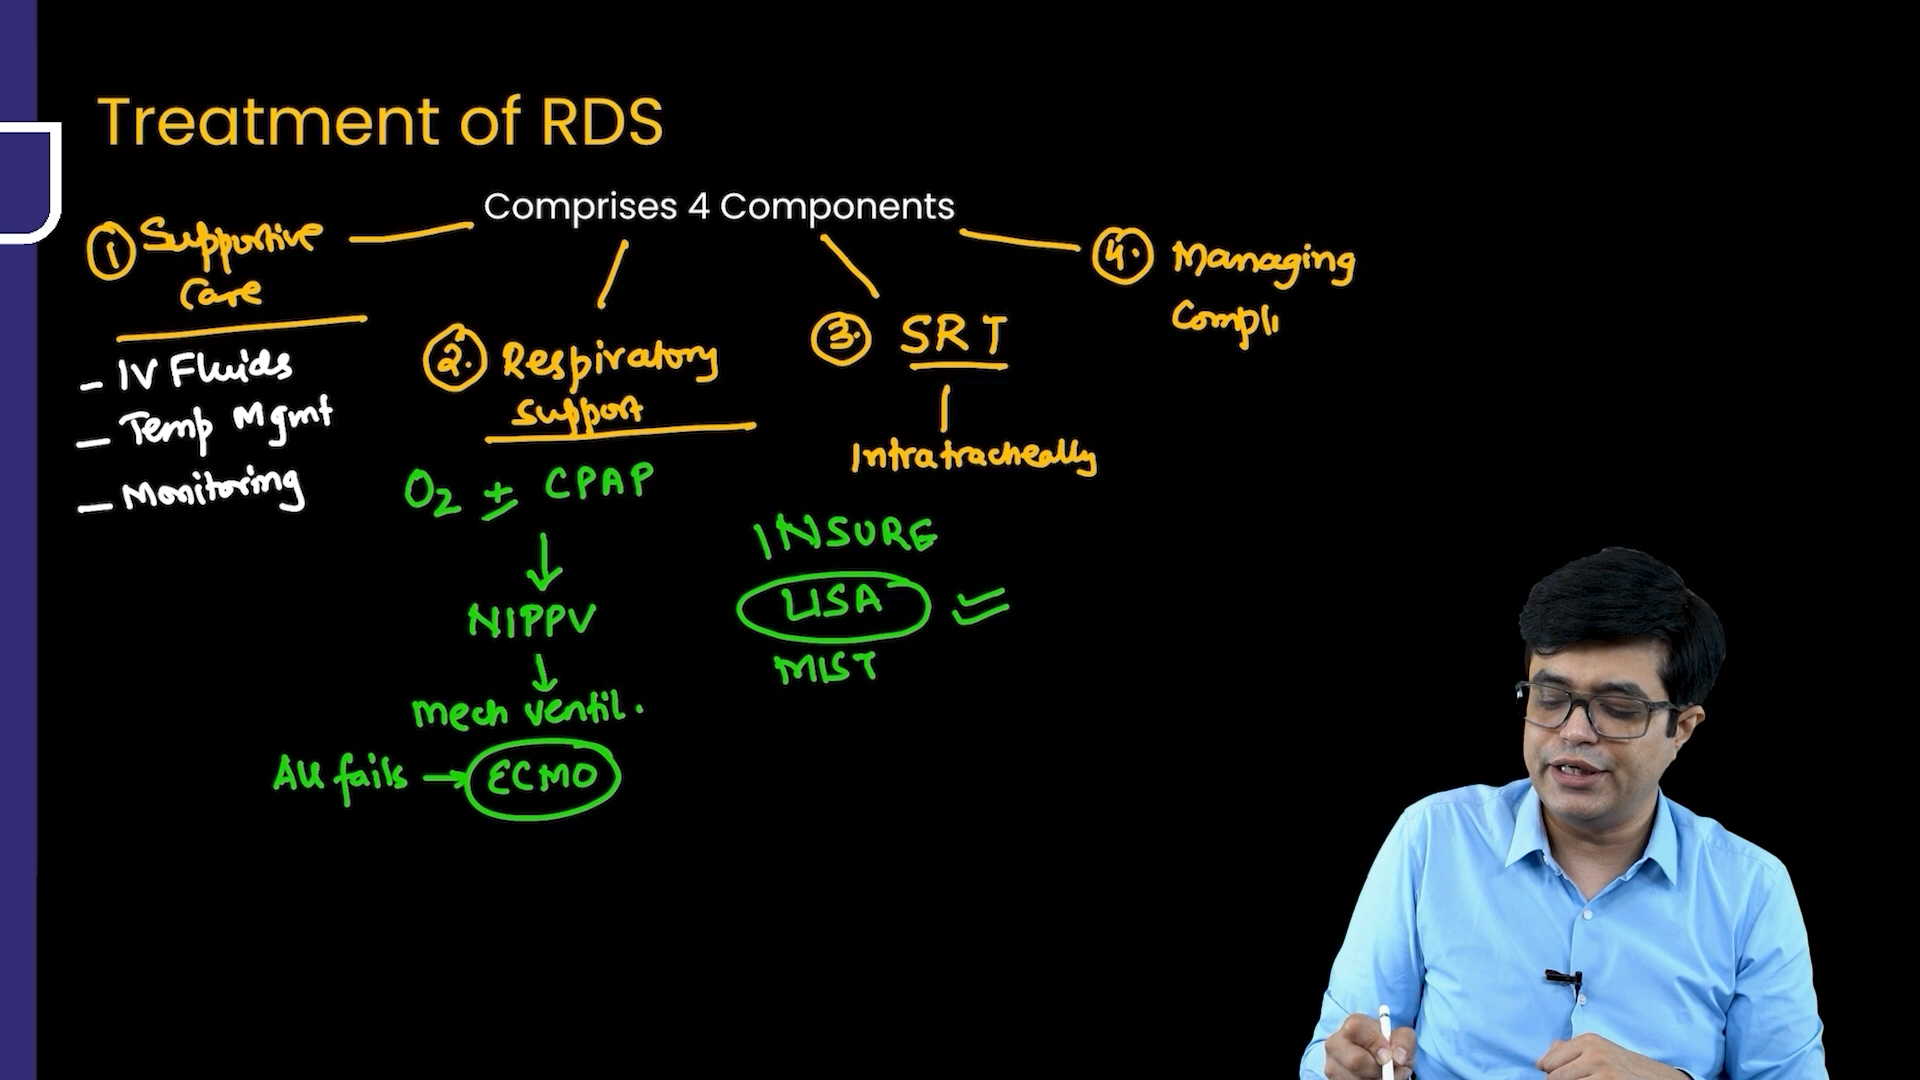 Treatment of RDS
Comprises 4 Components
1 Supportive
Care
- IV Fluids
- Temp Mgmt
- Monitoring
2. Respiratory
Support
O2 ± CPAP
↓
NIPPV
↓
Mech ventil.
All fails → ECMO
3. SRT
Intratracheally
INSURE
LISA
MIST
4. Managing
Compli